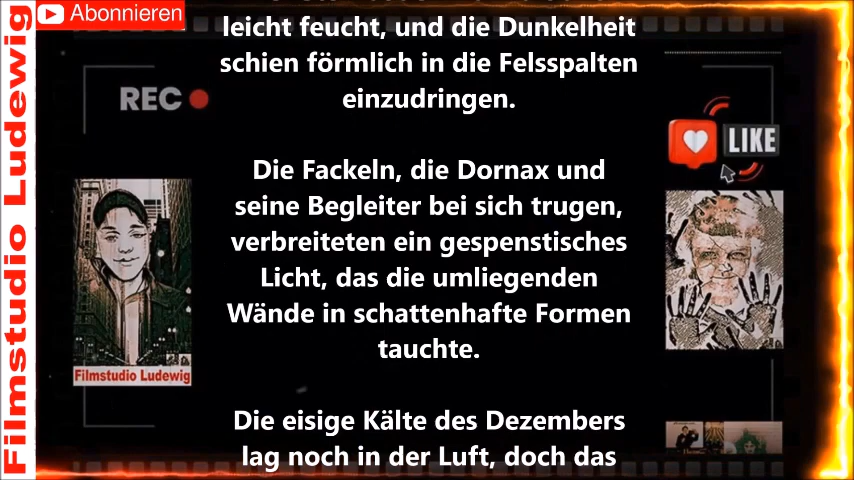 Abonnieren
Filmstudio Ludewig
REC
LIKE
leicht feucht, und die Dunkelheit
schien förmlich in die Felsspalten
einzudringen.
Die Fackeln, die Dornax und
seine Begleiter bei sich trugen,
verbreiteten ein gespenstisches
Licht, das die umliegenden
Wände in schattenhafte Formen
tauchte.
Die eisige Kälte des Dezembers
lag noch in der Luft, doch das
Filmstudio Ludewig